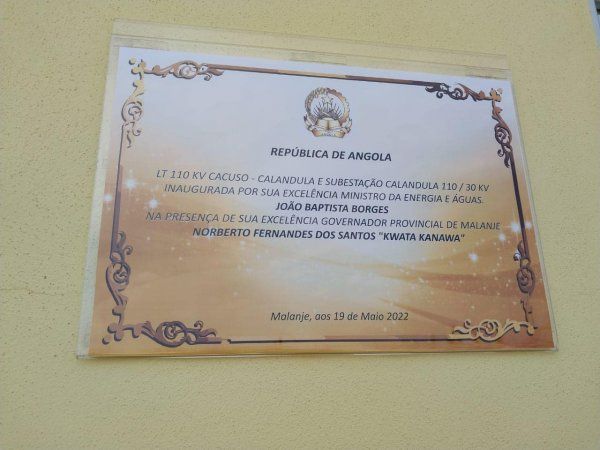 REPÚBLICA DE ANGOLA
LT 110 KV CACUSO - CALANDULA E SUBESTAÇÃO CALANDULA 110 / 30 KV
INAUGURADA POR SUA EXCELÊNCIA MINISTRO DA ENERGIA E ÁGUAS.
JOÃO BAPTISTA BORGES
NA PRESENÇA DE SUA EXCELÊNCIA GOVERNADOR PROVINCIAL DE MALANJE
NORBERTO FERNANDES DOS SANTOS "KWATA KANAWA"
Malanje, aos 19 de Maio 2022